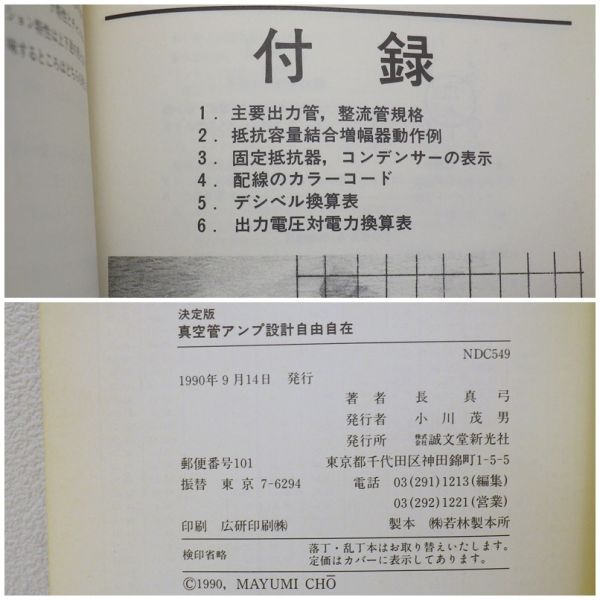 付 録
1. 主要出力管，整流管規格
2. 抵抗容量結合増幅器動作例
3. 固定抵抗器，コンデンサーの表示
4. 配線のカラーコード
5. デシベル換算表
6. 出力電圧対電力換算表
決定版
真空管アンプ設計自由自在
NDC549
1990年9月14日 発行
著 者 長 真 弓
発行者 小 川 茂 男
発行所 株式会社 誠文堂新光社
郵便番号101 東京都千代田区神田錦町1-5-5
振替 東京 7-6294 電話 03(291)1213(編集)
03(292)1221(営業)
印刷 広研印刷㈱ 製本 ㈱若林製本所
検印省略
落丁・乱丁本はお取り替えいたします。
定価はカバーに表示してあります。
©1990, MAYUMI CHŌ